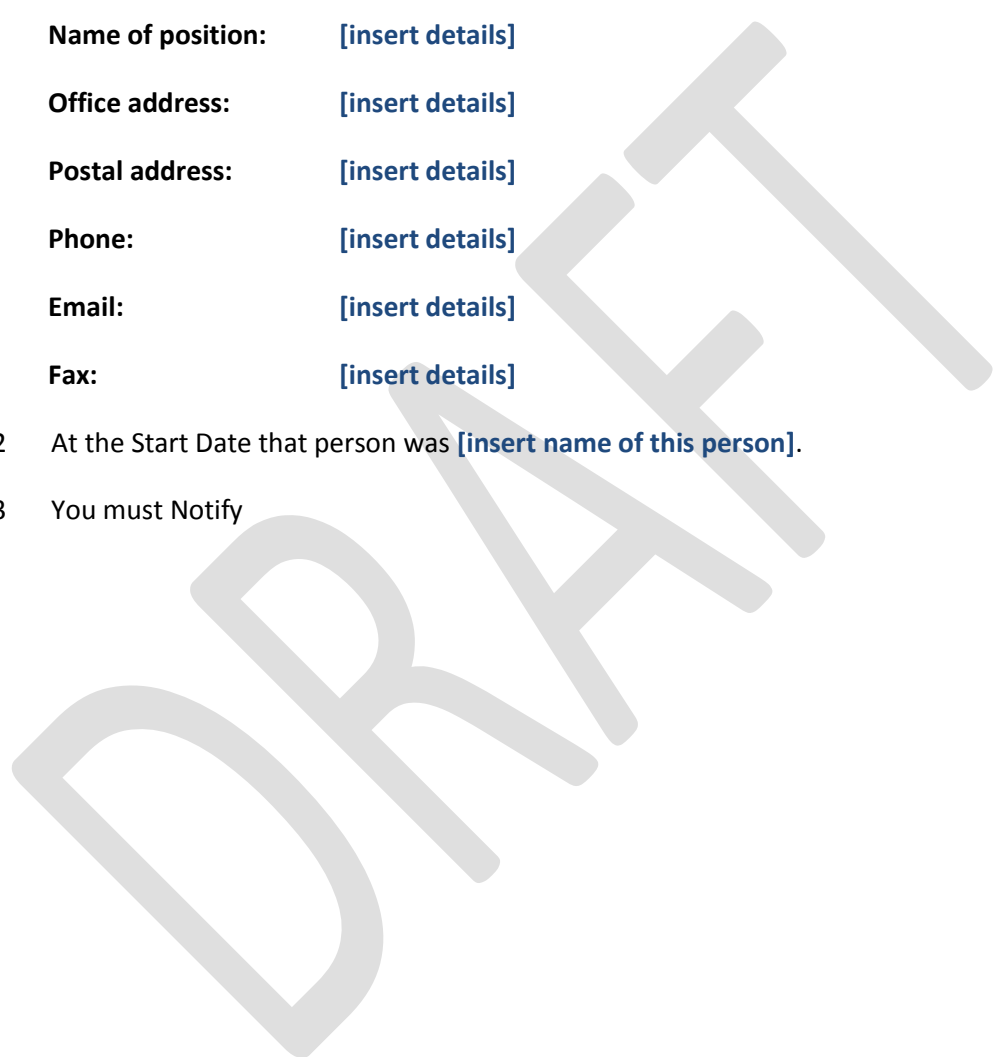 Name of position: [insert details]
Office address: [insert details]
Postal address: [insert details]
Phone: [insert details]
Email: [insert details]
Fax: [insert details]
2 At the Start Date that person was [insert name of this person].
3 You must Notify
DRAFT